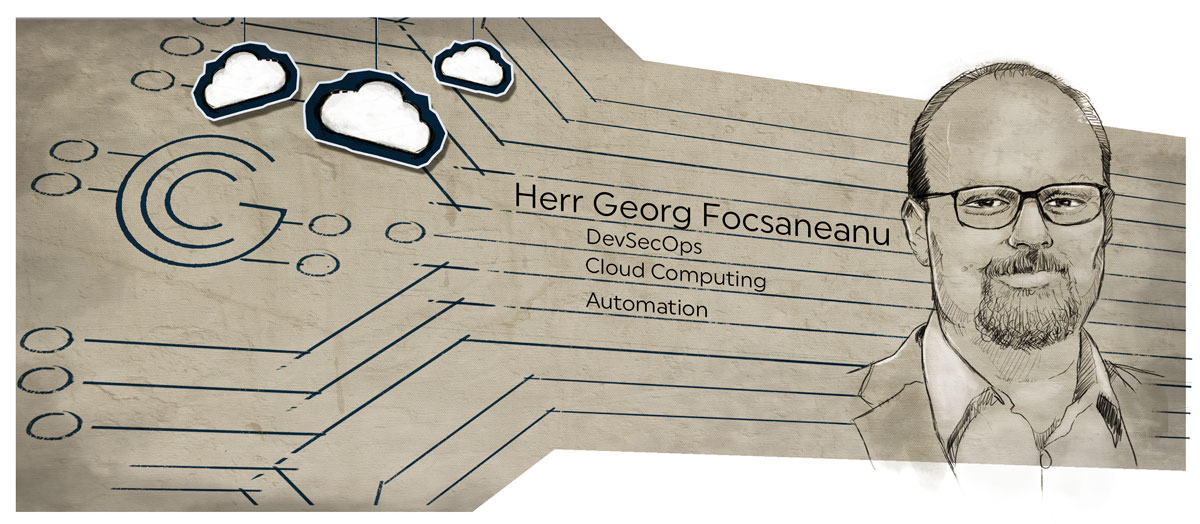 Herr Georg Focsaneanu
DevSecOps
Cloud Computing
Automation